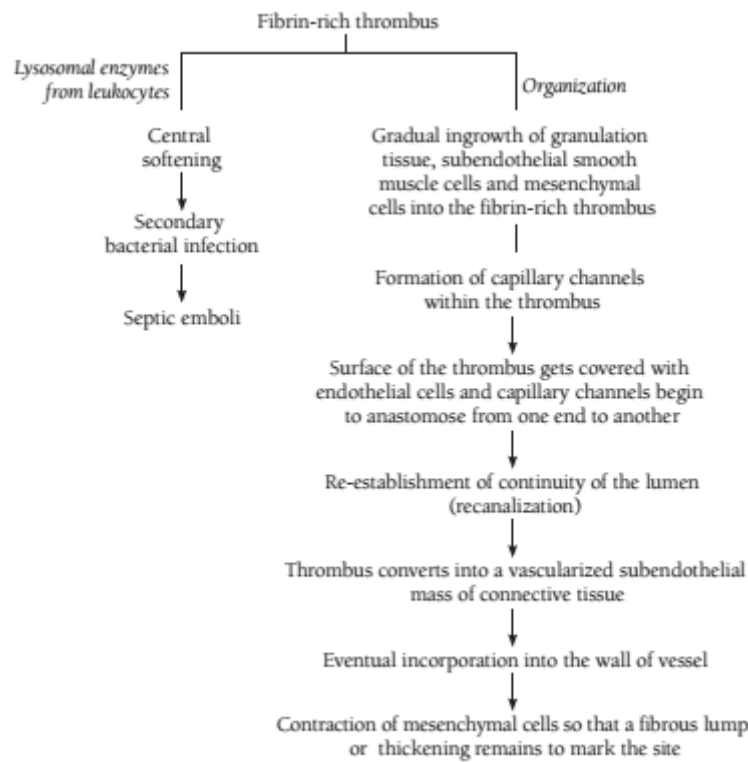 Fibrin-rich thrombus
Lysosomal enzymes
from leukocytes
Central
softening
Secondary
bacterial infection
Septic emboli
Organization
Gradual ingrowth of granulation
tissue, subendothelial smooth
muscle cells and mesenchymal
cells into the fibrin-rich thrombus
Formation of capillary channels
within the thrombus
Surface of the thrombus gets covered with
endothelial cells and capillary channels begin
to anastomose from one end to another
Re-establishment of continuity of the lumen
(recanalization)
Thrombus converts into a vascularized subendothelial
mass of connective tissue
Eventual incorporation into the wall of vessel
Contraction of mesenchymal cells so that a fibrous lump
or thickening remains to mark the site